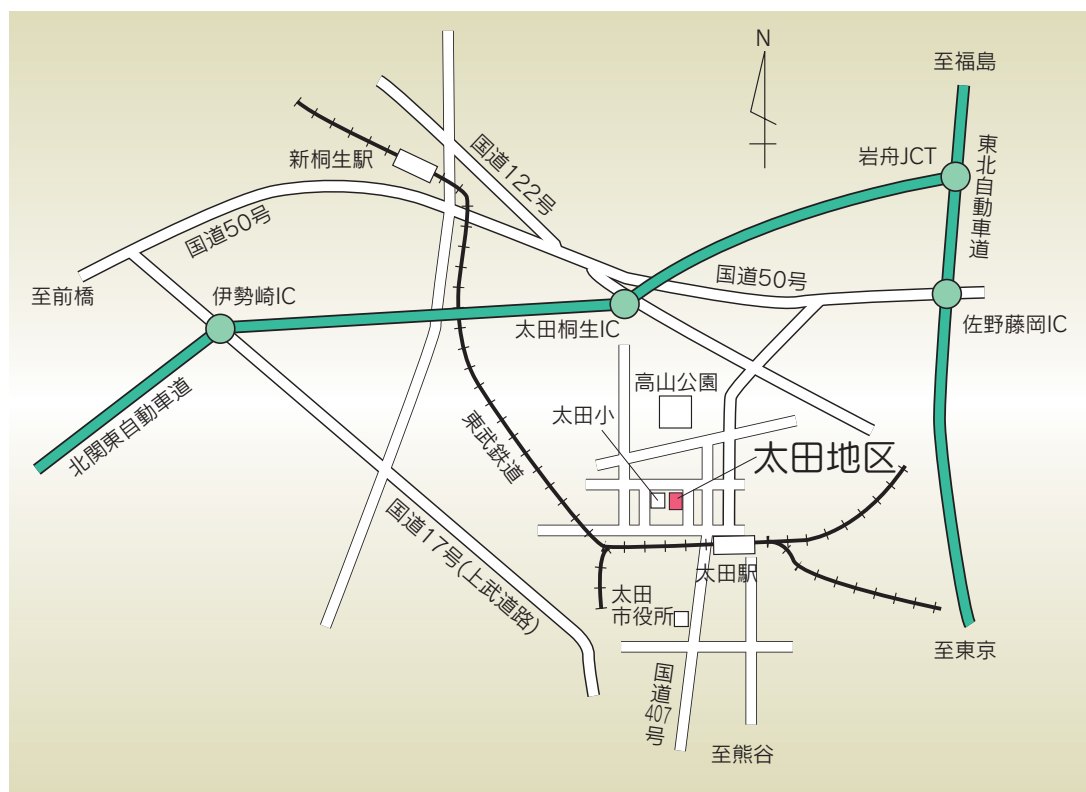 N
至福島
岩舟JCT
東北自動車道
新桐生駅
国道122号
国道50号
国道50号
至前橋
伊勢崎IC
太田桐生IC
佐野藤岡IC
北関東自動車道
高山公園
太田小
東武鉄道
太田地区
国道17号(上武道路)
太田駅
太田
市役所
至東京
国道407号
至熊谷